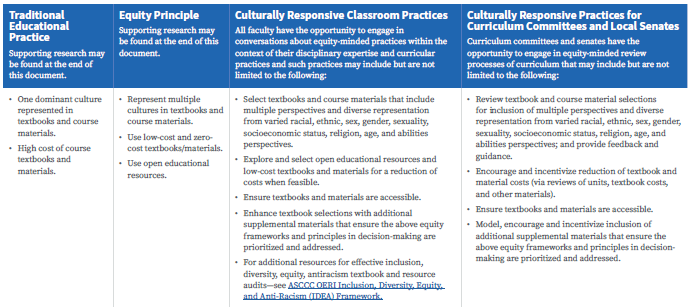 Traditional
Educational
Practice
Supporting research may
be found at the end of
this document.
Equity Principle
Supporting research may
be found at the end of this
document.
Culturally Responsive Classroom Practices
All faculty have the opportunity to engage in
conversations about equity-minded practices within the
context of their disciplinary expertise and curricular
practices and such practices may include but are not
limited to the following:
Culturally Responsive Practices for
Curriculum Committees and Local Senates
Curriculum committees and senates have the
opportunity to engage in equity-minded review
processes of curriculum that may include but are not
limited to the following:
• One dominant culture
represented in
textbooks and course
materials.
• High cost of course
textbooks and
materials.
• Represent multiple
cultures in textbooks and
course materials.
• Use low-cost and zero-
cost textbooks/materials.
• Use open educational
resources.
• Select textbooks and course materials that include
multiple perspectives and diverse representation
from varied racial, ethnic, sex, gender, sexuality,
socioeconomic status, religion, age, and abilities
perspectives.
• Explore and select open educational resources and
low-cost textbooks and materials for a reduction of
costs when feasible.
• Ensure textbooks and materials are accessible.
• Enhance textbook selections with additional
supplemental materials that ensure the above equity
frameworks and principles in decision-making are
prioritized and addressed.
• For additional resources for effective inclusion,
diversity, equity, antiracism textbook and resource
audits—see ASCCC OERI Inclusion, Diversity, Equity,
and Anti-Racism (IDEA) Framework.
• Review textbook and course material selections
for inclusion of multiple perspectives and diverse
representation from varied racial, ethnic, sex, gender,
sexuality, socioeconomic status, religion, age, and
abilities perspectives; and provide feedback and
guidance.
• Encourage and incentivize reduction of textbook and
material costs (via reviews of units, textbook costs,
and other materials).
• Ensure textbooks and materials are accessible.
• Model, encourage and incentivize inclusion of
additional supplemental materials that ensure the
above equity frameworks and principles in decision-
making are prioritized and addressed.